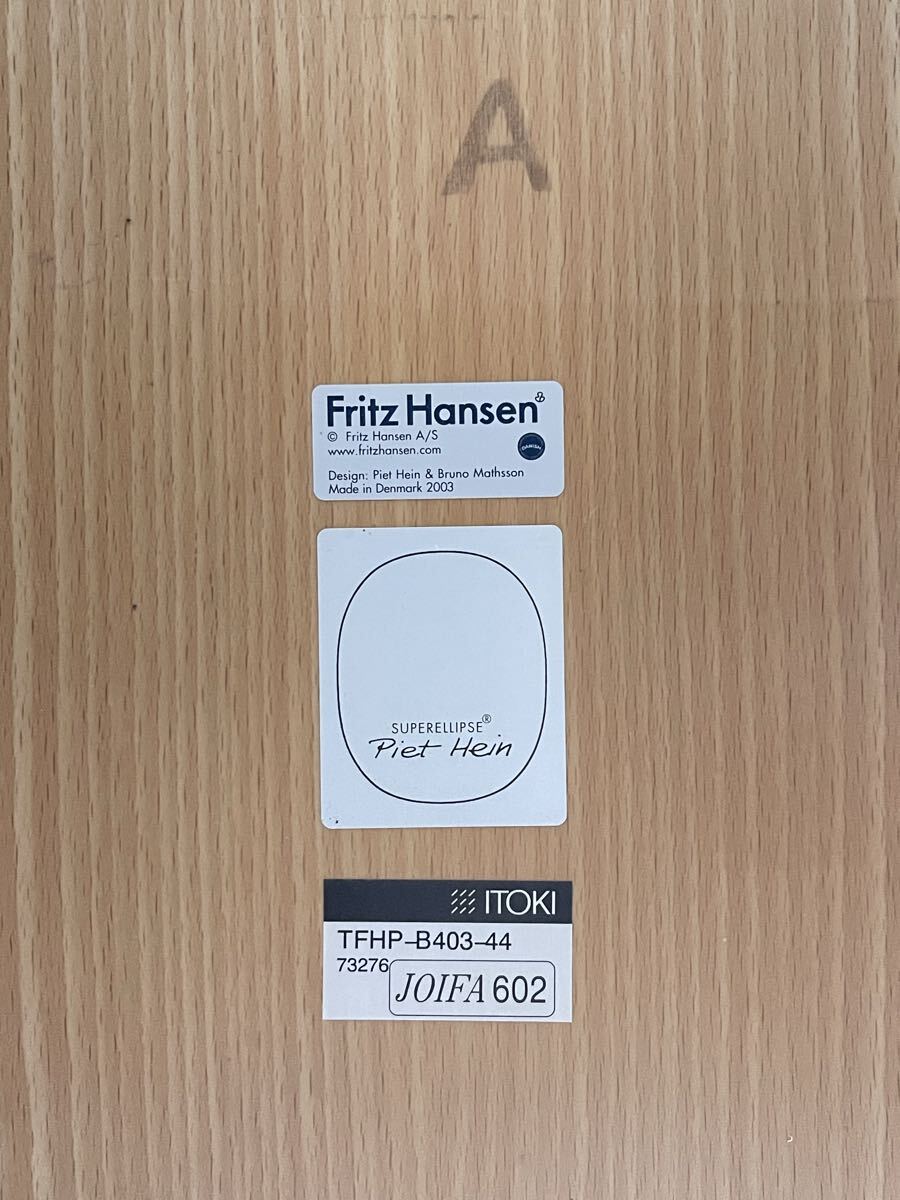 A
Fritz Hansen
© Fritz Hansen A/S
www.fritzhansen.com
DANISH
Design: Piet Hein & Bruno Mathsson
Made in Denmark 2003
SUPERELLIPSE®
Piet Hein
ITOKI
TFHP-B403-44
73276
JOIFA 602